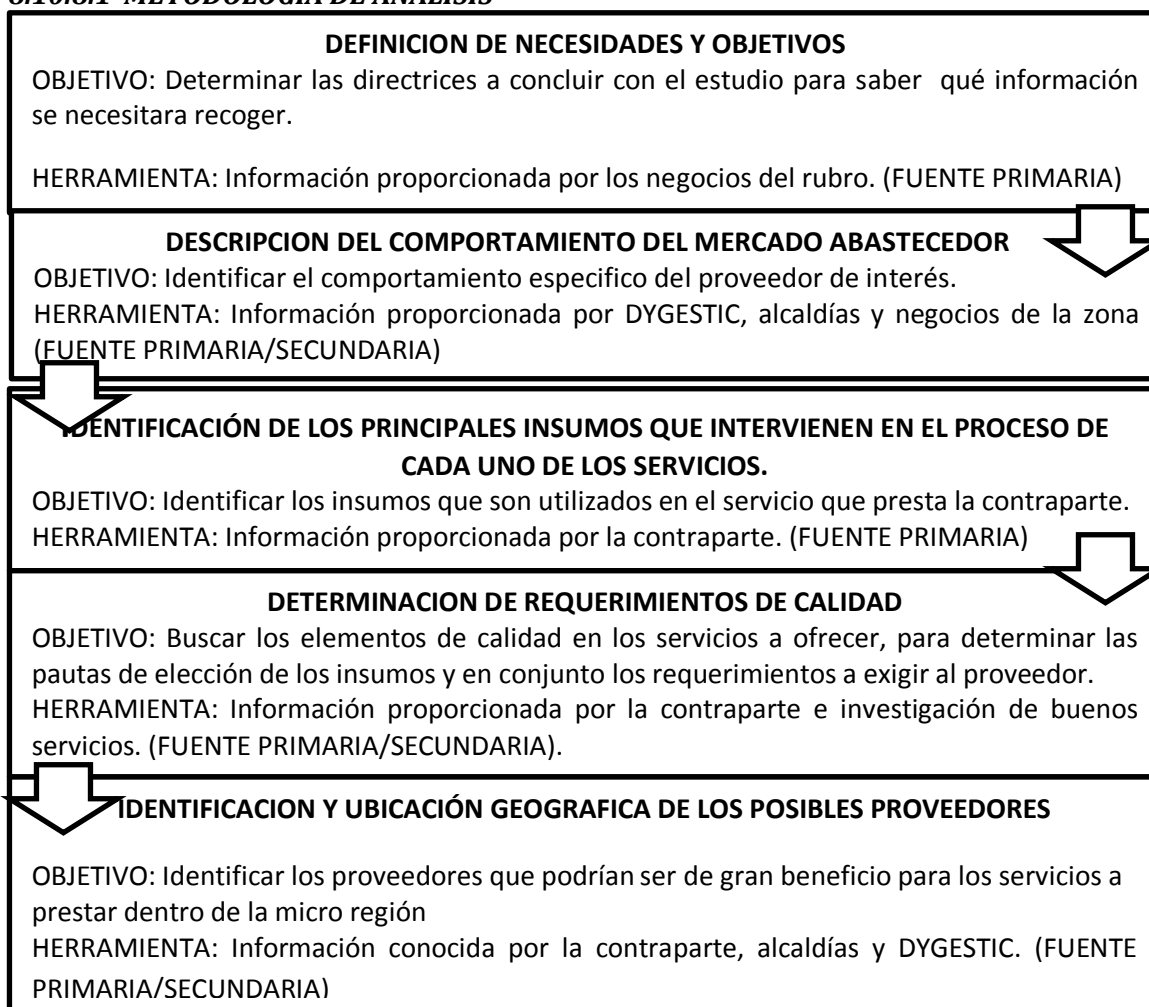 DEFINICION DE NECESIDADES Y OBJETIVOS
OBJETIVO: Determinar las directrices a concluir con el estudio para saber qué información
se necesitara recoger.
HERRAMIENTA: Información proporcionada por los negocios del rubro. (FUENTE PRIMARIA)
DESCRIPCION DEL COMPORTAMIENTO DEL MERCADO ABASTECEDOR
OBJETIVO: Identificar el comportamiento especifico del proveedor de interés.
HERRAMIENTA: Información proporcionada por DYGESTIC, alcaldías y negocios de la zona
(FUENTE PRIMARIA/SECUNDARIA)
IDENTIFICACIÓN DE LOS PRINCIPALES INSUMOS QUE INTERVIENEN EN EL PROCESO DE
CADA UNO DE LOS SERVICIOS.
OBJETIVO: Identificar los insumos que son utilizados en el servicio que presta la contraparte.
HERRAMIENTA: Información proporcionada por la contraparte. (FUENTE PRIMARIA)
DETERMINACION DE REQUERIMIENTOS DE CALIDAD
OBJETIVO: Buscar los elementos de calidad en los servicios a ofrecer, para determinar las
pautas de elección de los insumos y en conjunto los requerimientos a exigir al proveedor.
HERRAMIENTA: Información proporcionada por la contraparte e investigación de buenos
servicios. (FUENTE PRIMARIA/SECUNDARIA).
IDENTIFICACION Y UBICACIÓN GEOGRAFICA DE LOS POSIBLES PROVEEDORES
OBJETIVO: Identificar los proveedores que podrían ser de gran beneficio para los servicios a
prestar dentro de la micro región
HERRAMIENTA: Información conocida por la contraparte, alcaldías y DYGESTIC. (FUENTE
PRIMARIA/SECUNDARIA)